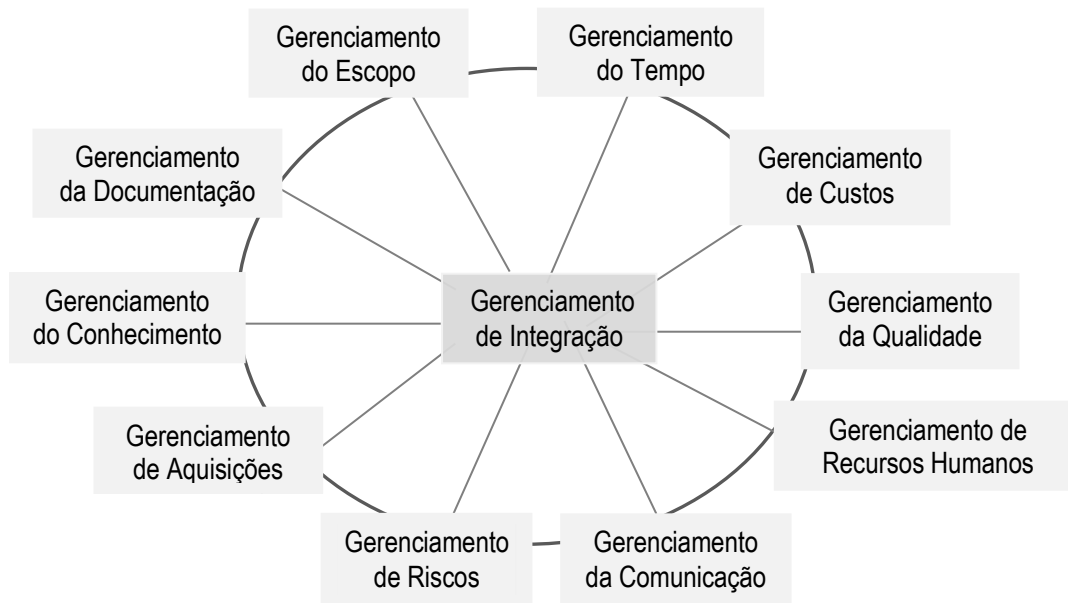 Gerenciamento
do Escopo
Gerenciamento
do Tempo
Gerenciamento
da Documentação
Gerenciamento
de Custos
Gerenciamento
do Conhecimento
Gerenciamento
de Integração
Gerenciamento
da Qualidade
Gerenciamento
de Aquisições
Gerenciamento de
Recursos Humanos
Gerenciamento
de Riscos
Gerenciamento
da Comunicação